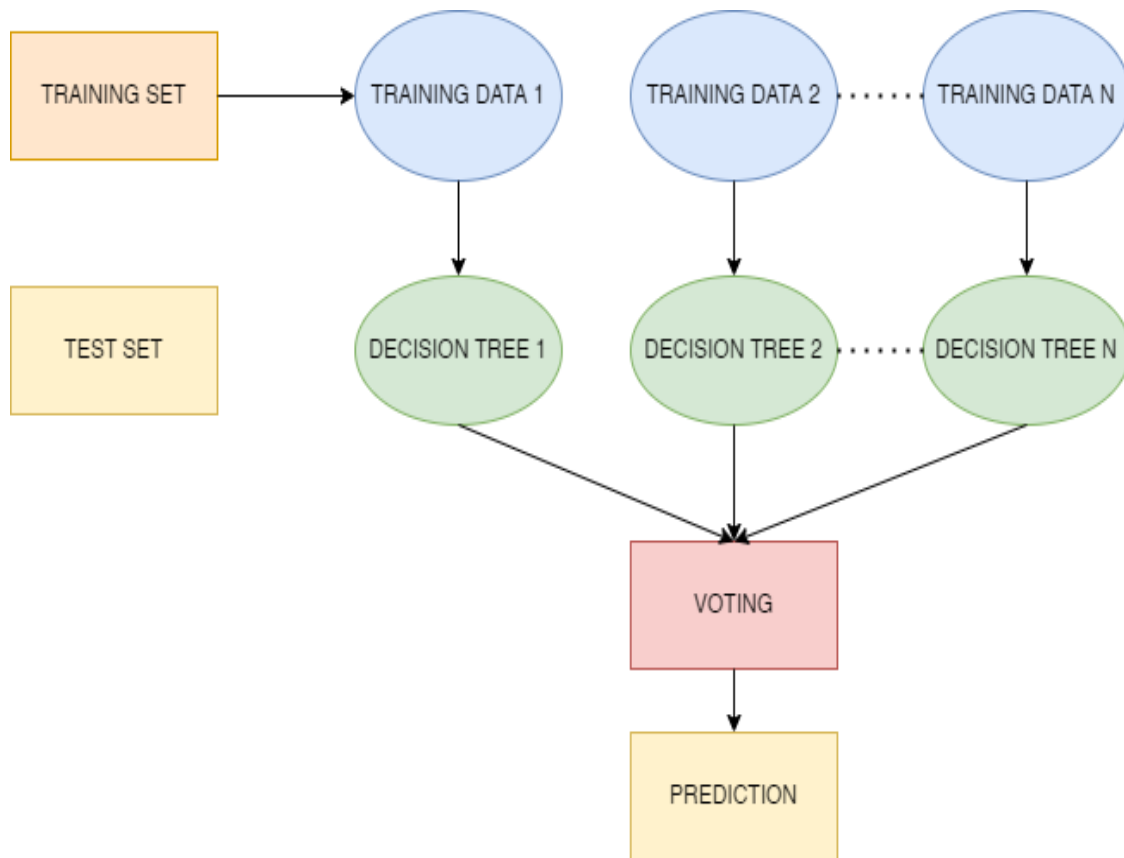 TRAINING SET
TRAINING DATA 1
TRAINING DATA 2
TRAINING DATA N
TEST SET
DECISION TREE 1
DECISION TREE 2
DECISION TREE N
VOTING
PREDICTION